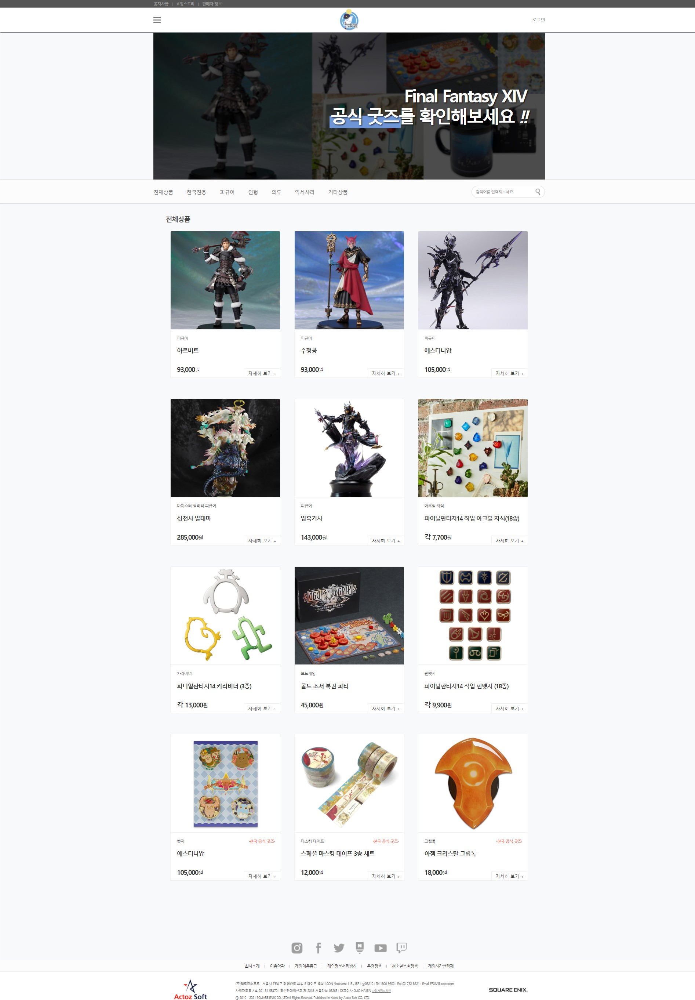 공지사항 | 쇼핑스토리 | 판매자 정보
STORE
로그인
Final Fantasy XIV
공식 굿즈를 확인해보세요 !!
전체상품 한국전용 피규어 인형 의류 악세사리 기타상품
검색어를 입력해보세요
전체상품
피규어
아르버트
93,000원
자세히 보기 +
피규어
수정공
93,000원
자세히 보기 +
피규어
에스티니앙
105,000원
자세히 보기 +
마이스터 퀄리티 피규어
성천사 알테마
285,000원
자세히 보기 +
피규어
암흑기사
143,000원
자세히 보기 +
아크릴 자석
파이널판타지14 직업 아크릴 자석(18종)
각 7,700원
자세히 보기 +
카라비너
파니얼판타지14 카라비너 (3종)
각 13,000원
자세히 보기 +
CACTPOT PARTY
보드게임
골드 소서 복권 파티
45,000원
자세히 보기 +
핀뱃지
파이널판타지14 직업 핀뱃지 (18종)
각 9,900원
자세히 보기 +
뱃지
·한국 공식 굿즈·
에스티니앙
105,000원
자세히 보기 +
마스킹 테이프
·한국 공식 굿즈·
스페셜 마스킹 테이프 3종 세트
12,000원
자세히 보기 +
그립톡
·한국 공식 굿즈·
아젬 크리스탈 그립톡
18,000원
자세히 보기 +
회사소개 | 이용약관 | 게임이용등급 | 개인정보처리방침 | 운영정책 | 청소년보호정책 | 게임시간선택제
Actoz Soft
(주)액토즈소프트 | 서울시 강남구 테헤란로 44길 8 아이콘 역삼 (ICON Yeoksam) 11F~15F | ㉾06210 | Tel 1800-9602 | Fax 02-732-8621 | Email FFXIV@actoz.com
사업자등록번호 201-81-55470 | 통신판매업신고 제 2018-서울강남-03265 | 대표이사 GUO HAIBIN 사업자정보확인
ⓒ 2010 - 2021 SQUARE ENIX CO, LTD.All Rights Reseved. Published in Korea by Actoz Soft CO, LTD.
SQUARE ENIX.